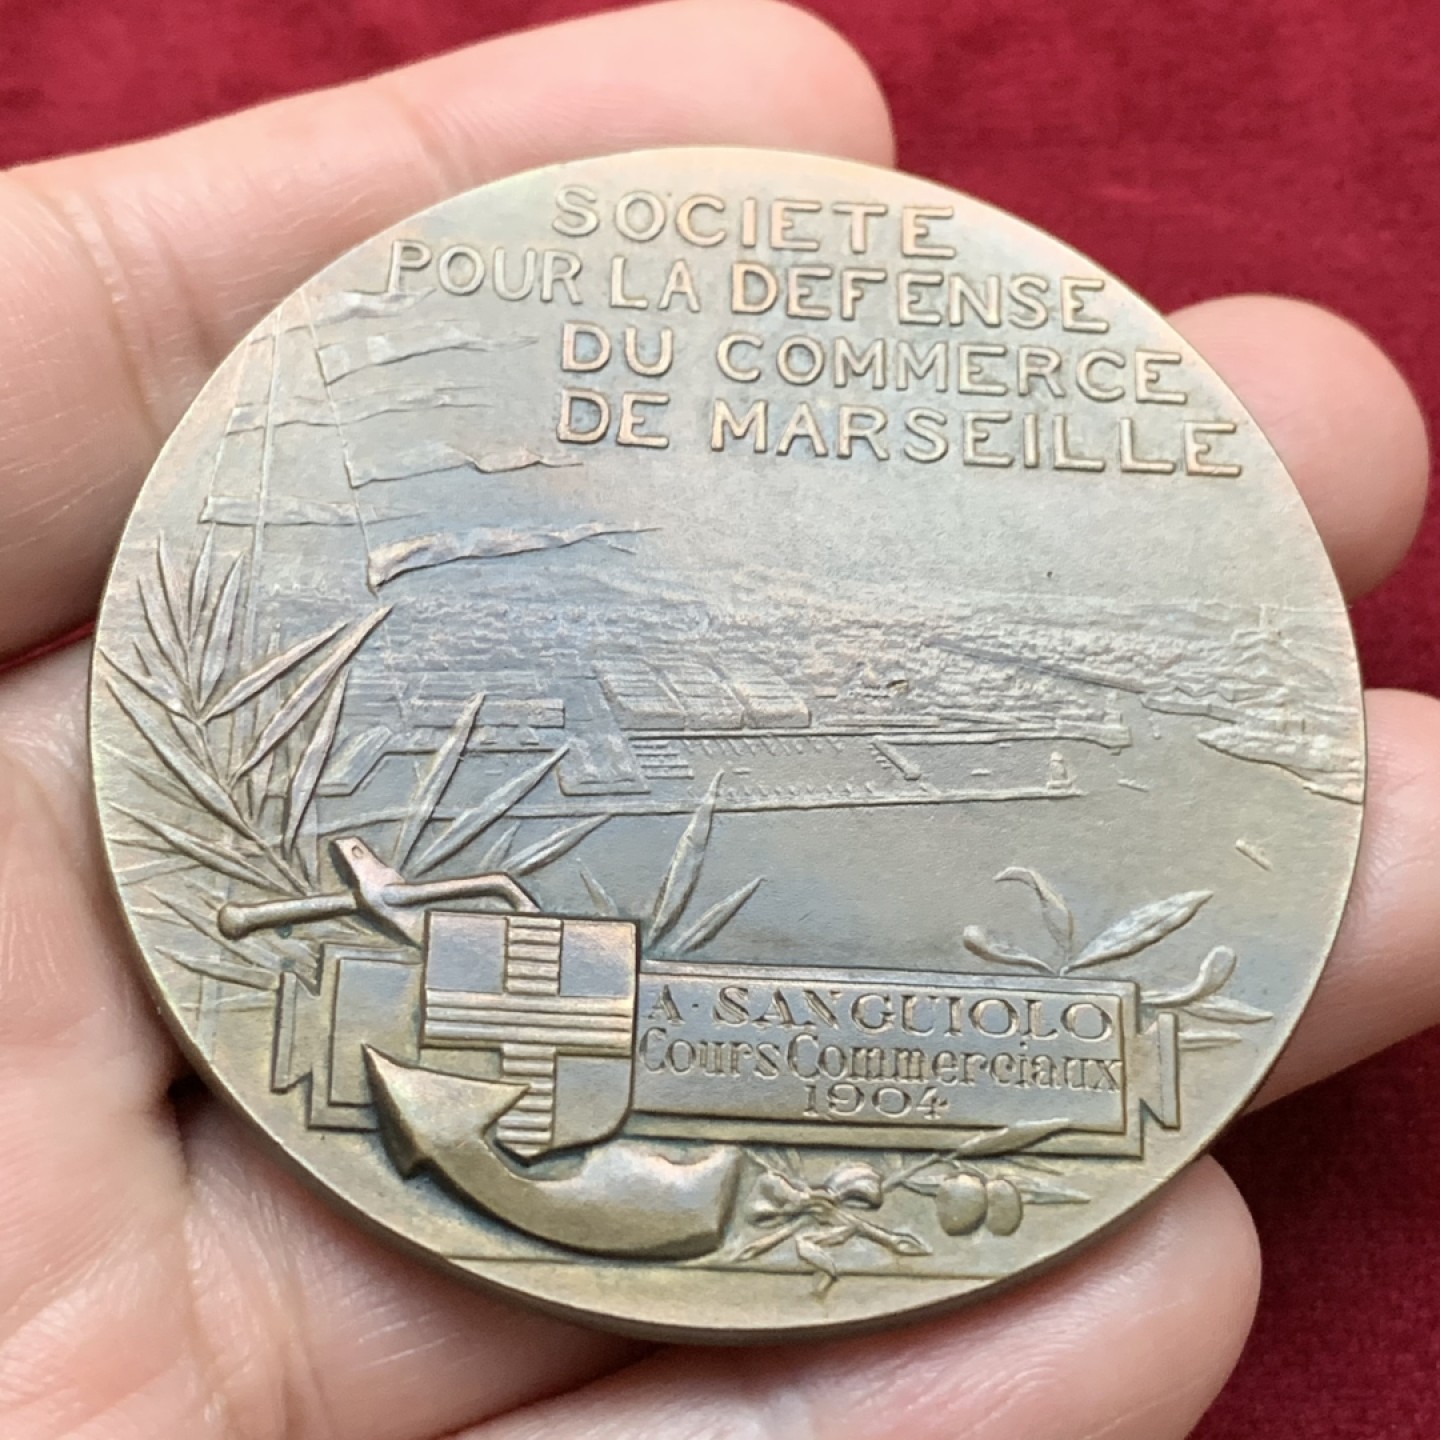 SOCIETE
POUR LA DEFENSE
DU COMMERCE
DE MARSEILLE
A. SANGUIOLO
Cours Commerciaux
1904